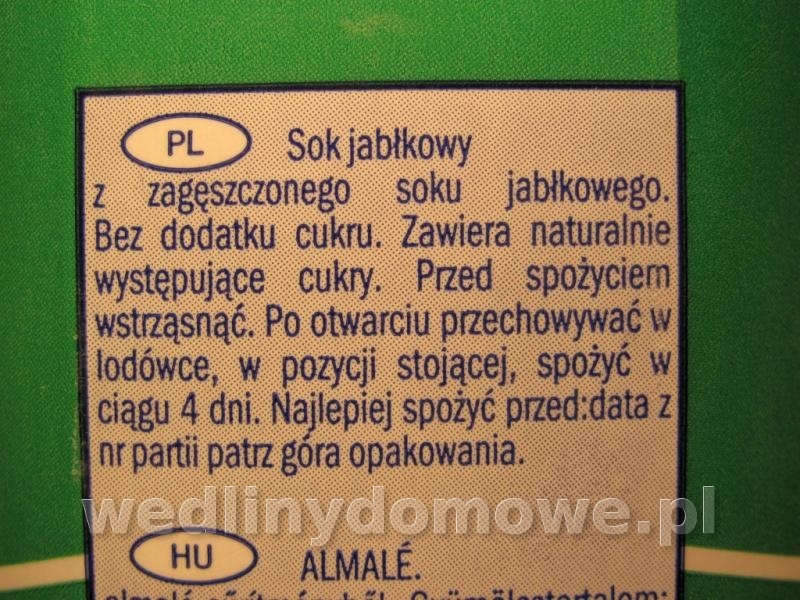 PL Sok jabłkowy
z zagęszczonego soku jabłkowego.
Bez dodatku cukru. Zawiera naturalnie
występujące cukry. Przed spożyciem
wstrząsnąć. Po otwarciu przechowywać w
lodówce, w pozycji stojącej, spożyć w
ciągu 4 dni. Najlepiej spożyć przed:data z
nr partii patrz góra opakowania.
wedlinydomowe.pl
HU ALMALÉ.